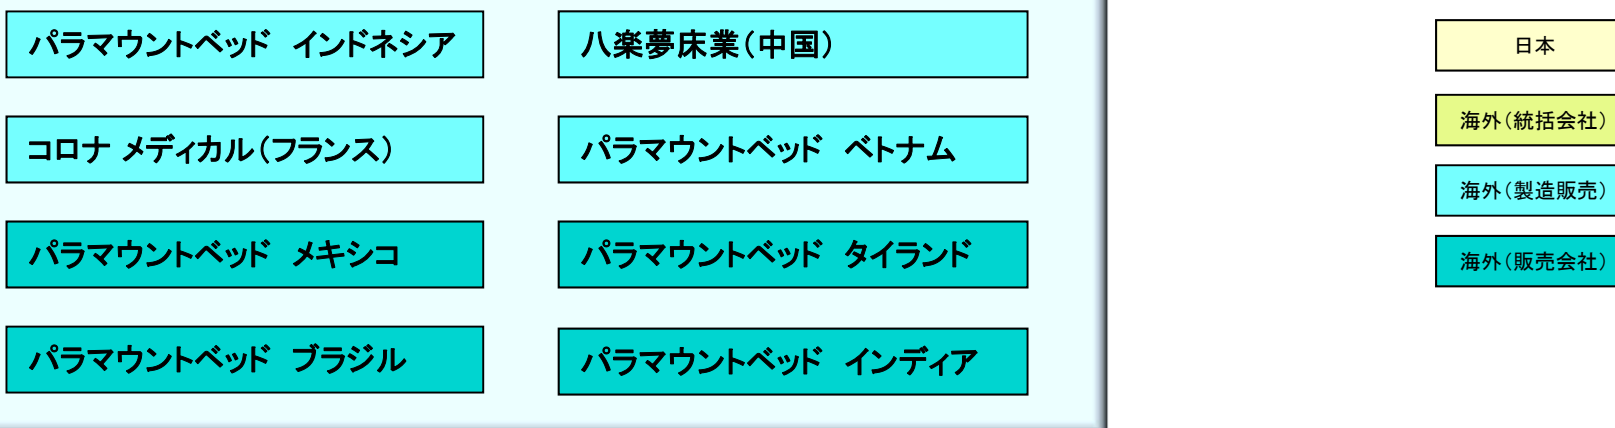 パラマウントベッド　インドネシア
八楽夢床業（中国）
コロナ メディカル（フランス）
パラマウントベッド　ベトナム
パラマウントベッド　メキシコ
パラマウントベッド　タイランド
パラマウントベッド　ブラジル
パラマウントベッド　インディア
日本
海外（統括会社）
海外（製造販売）
海外（販売会社）